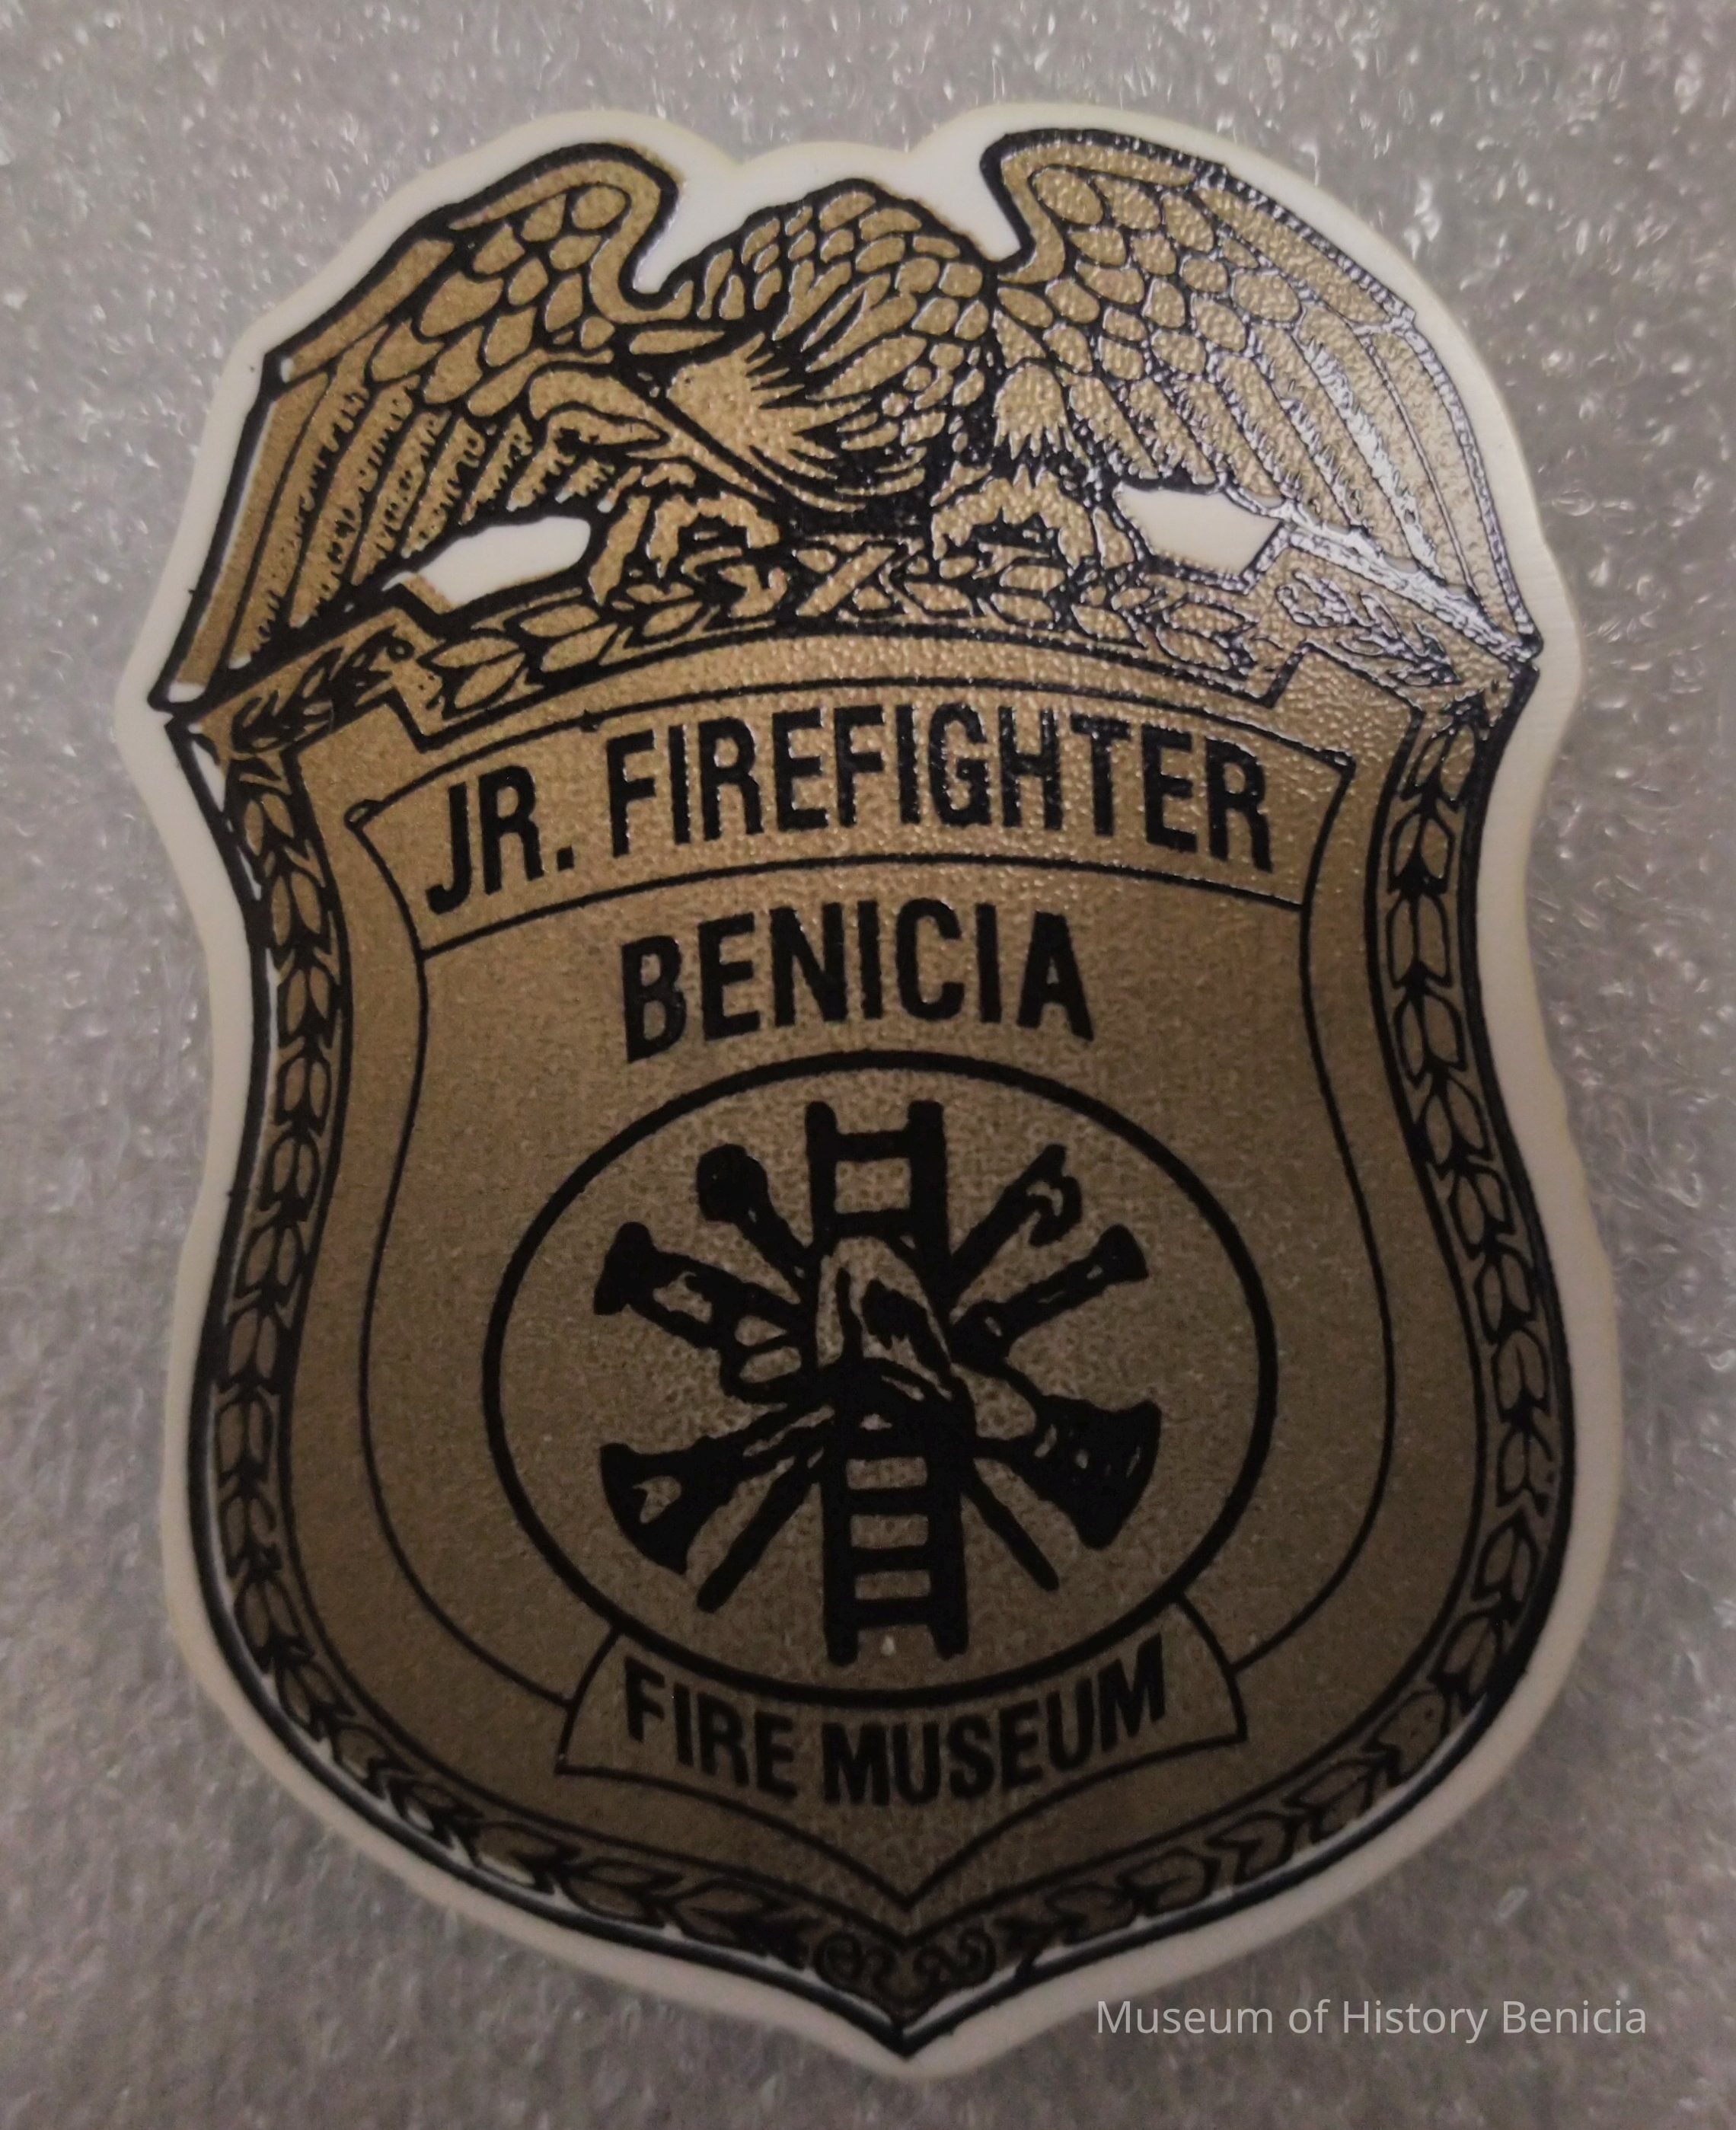 JR. FIREFIGHTER
BENICIA
FIRE MUSEUM
Museum of History Benicia